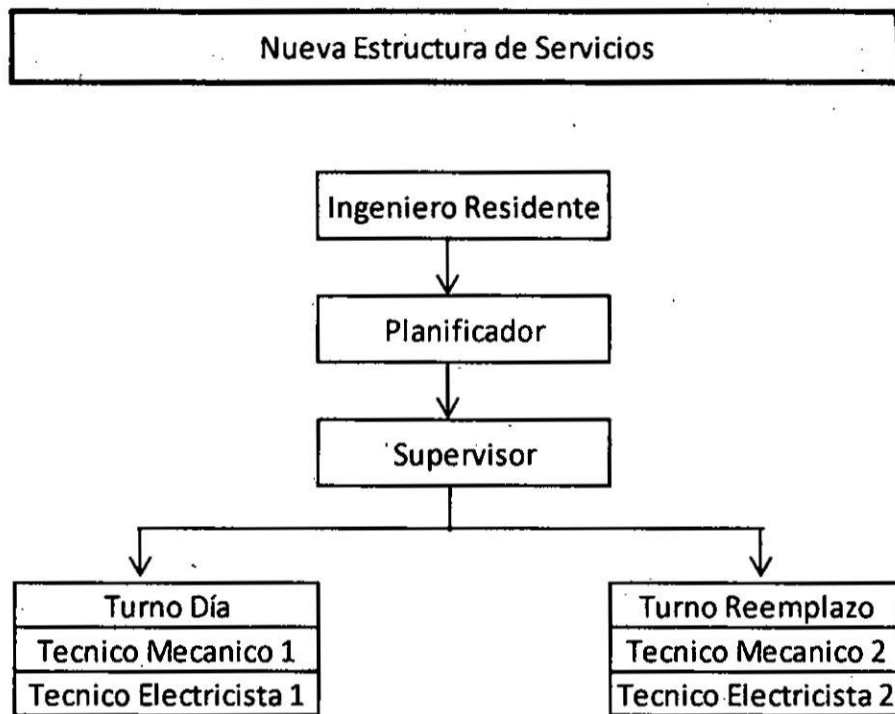 Nueva Estructura de Servicios
Ingeniero Residente
Planificador
Supervisor
Turno Día
Tecnico Mecanico 1
Tecnico Electricista 1
Turno Reemplazo
Tecnico Mecanico 2
Tecnico Electricista 2